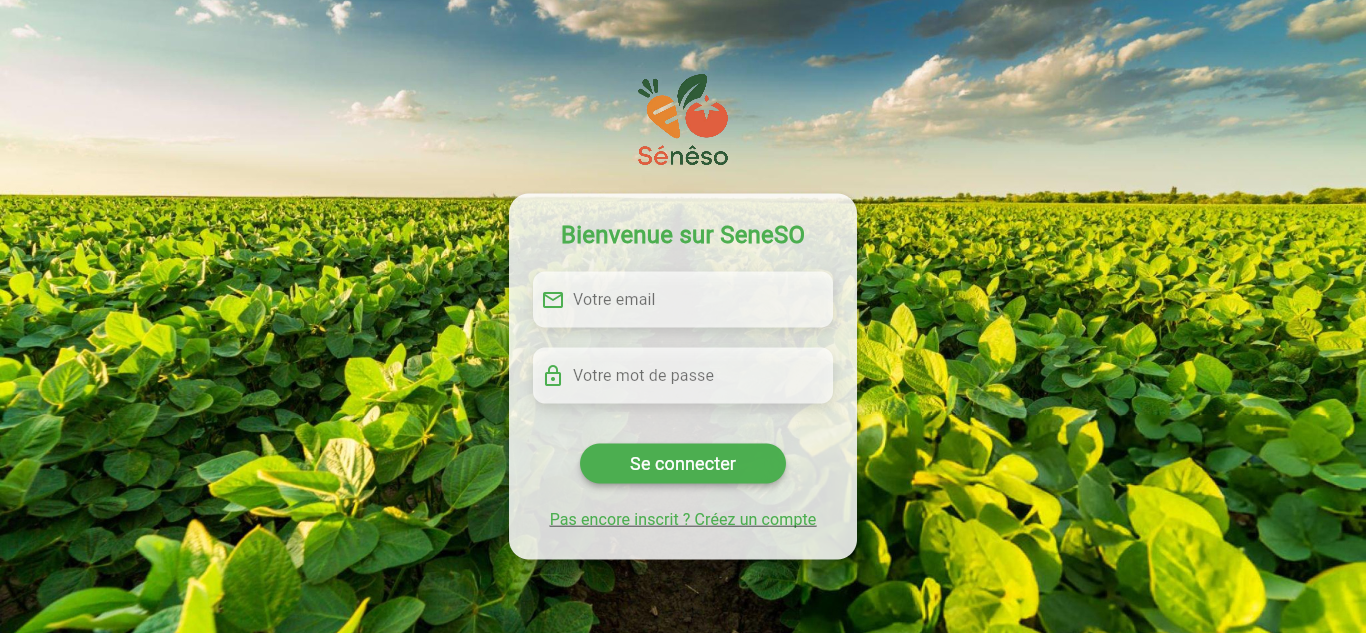 Sénêso
Bienvenue sur SeneSO
Votre email
Votre mot de passe
Se connecter
Pas encore inscrit ? Créez un compte